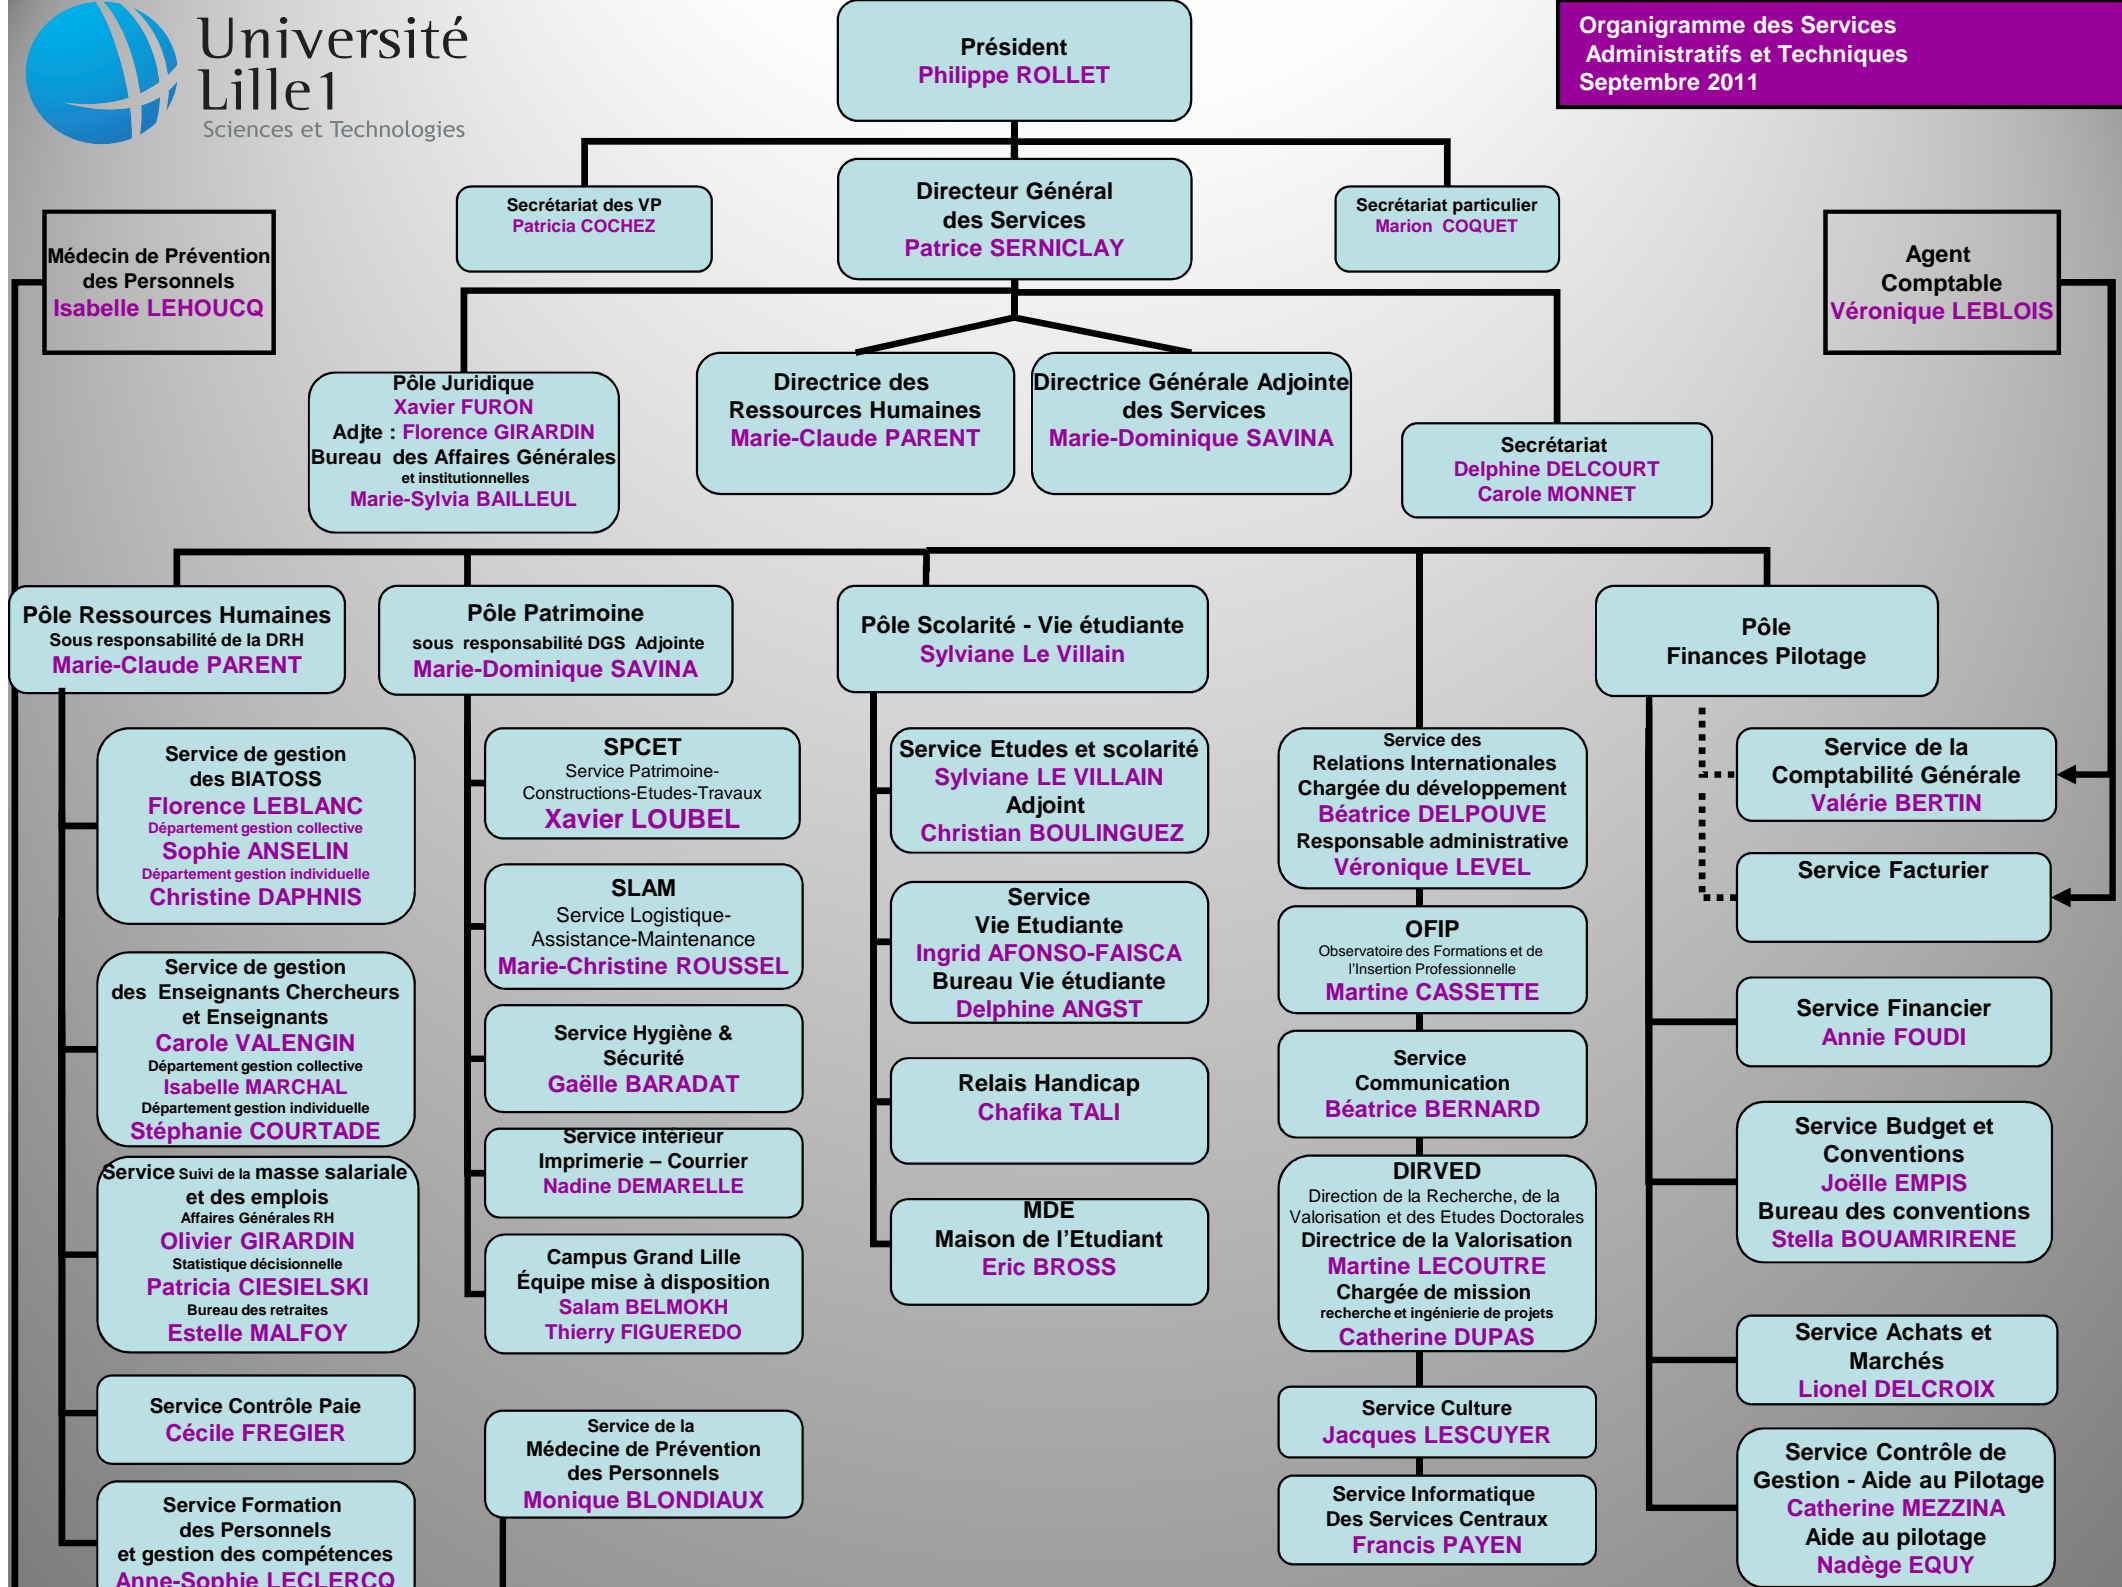 Université
Lille1
Sciences et Technologies
Président
Philippe ROLLET
Organigramme des Services
Administratifs et Techniques
Septembre 2011
Secrétariat des VP
Patricia COCHEZ
Directeur Général
des Services
Patrice SERNICLAY
Secrétariat particulier
Marion COQUET
Médecin de Prévention
des Personnels
Isabelle LEHOUCQ
Agent
Comptable
Véronique LEBLOIS
Pôle Juridique
Xavier FURON
Adjte : Florence GIRARDIN
Bureau des Affaires Générales
et institutionnelles
Marie-Sylvia BAILLEUL
Directrice des
Ressources Humaines
Marie-Claude PARENT
Directrice Générale Adjointe
des Services
Marie-Dominique SAVINA
Secrétariat
Delphine DELCOURT
Carole MONNET
Pôle Ressources Humaines
Sous responsabilité de la DRH
Marie-Claude PARENT
Pôle Patrimoine
sous responsabilité DGS Adjointe
Marie-Dominique SAVINA
Pôle Scolarité - Vie étudiante
Sylviane Le Villain
Pôle
Finances Pilotage
Service de gestion
des BIATOSS
Florence LEBLANC
Département gestion collective
Sophie ANSELIN
Département gestion individuelle
Christine DAPHNIS
Service de gestion
des Enseignants Chercheurs
et Enseignants
Carole VALENGIN
Département gestion collective
Isabelle MARCHAL
Département gestion individuelle
Stéphanie COURTADE
Service Suivi de la masse salariale
et des emplois
Affaires Générales RH
Olivier GIRARDIN
Statistique décisionnelle
Patricia CIESIELSKI
Bureau des retraites
Estelle MALFOY
Service Contrôle Paie
Cécile FREGIER
Service Formation
des Personnels
et gestion des compétences
Anne-Sophie LECLERCQ
SPCET
Service Patrimoine-
Constructions-Etudes-Travaux
Xavier LOUBEL
SLAM
Service Logistique-
Assistance-Maintenance
Marie-Christine ROUSSEL
Service Hygiène &
Sécurité
Gaëlle BARADAT
Service intérieur
Imprimerie – Courrier
Nadine DEMARELLE
Campus Grand Lille
Équipe mise à disposition
Salam BELMOKH
Thierry FIGUEREDO
Service de la
Médecine de Prévention
des Personnels
Monique BLONDIAUX
Service Etudes et scolarité
Sylviane LE VILLAIN
Adjoint
Christian BOULINGUEZ
Service
Vie Etudiante
Ingrid AFONSO-FAISCA
Bureau Vie étudiante
Delphine ANGST
Relais Handicap
Chafika TALI
MDE
Maison de l'Etudiant
Eric BROSS
Service des
Relations Internationales
Chargée du développement
Béatrice DELPOUVE
Responsable administrative
Véronique LEVEL
OFIP
Observatoire des Formations et de
l'Insertion Professionnelle
Martine CASSETTE
Service
Communication
Béatrice BERNARD
DIRVED
Direction de la Recherche, de la
Valorisation et des Etudes Doctorales
Directrice de la Valorisation
Martine LECOUTRE
Chargée de mission
recherche et ingénierie de projets
Catherine DUPAS
Service Culture
Jacques LESCUYER
Service Informatique
Des Services Centraux
Francis PAYEN
Service de la
Comptabilité Générale
Valérie BERTIN
Service Facturier
Service Financier
Annie FOUDI
Service Budget et
Conventions
Joëlle EMPIS
Bureau des conventions
Stella BOUAMRIRENE
Service Achats et
Marchés
Lionel DELCROIX
Service Contrôle de
Gestion - Aide au Pilotage
Catherine MEZZINA
Aide au pilotage
Nadège EQUY